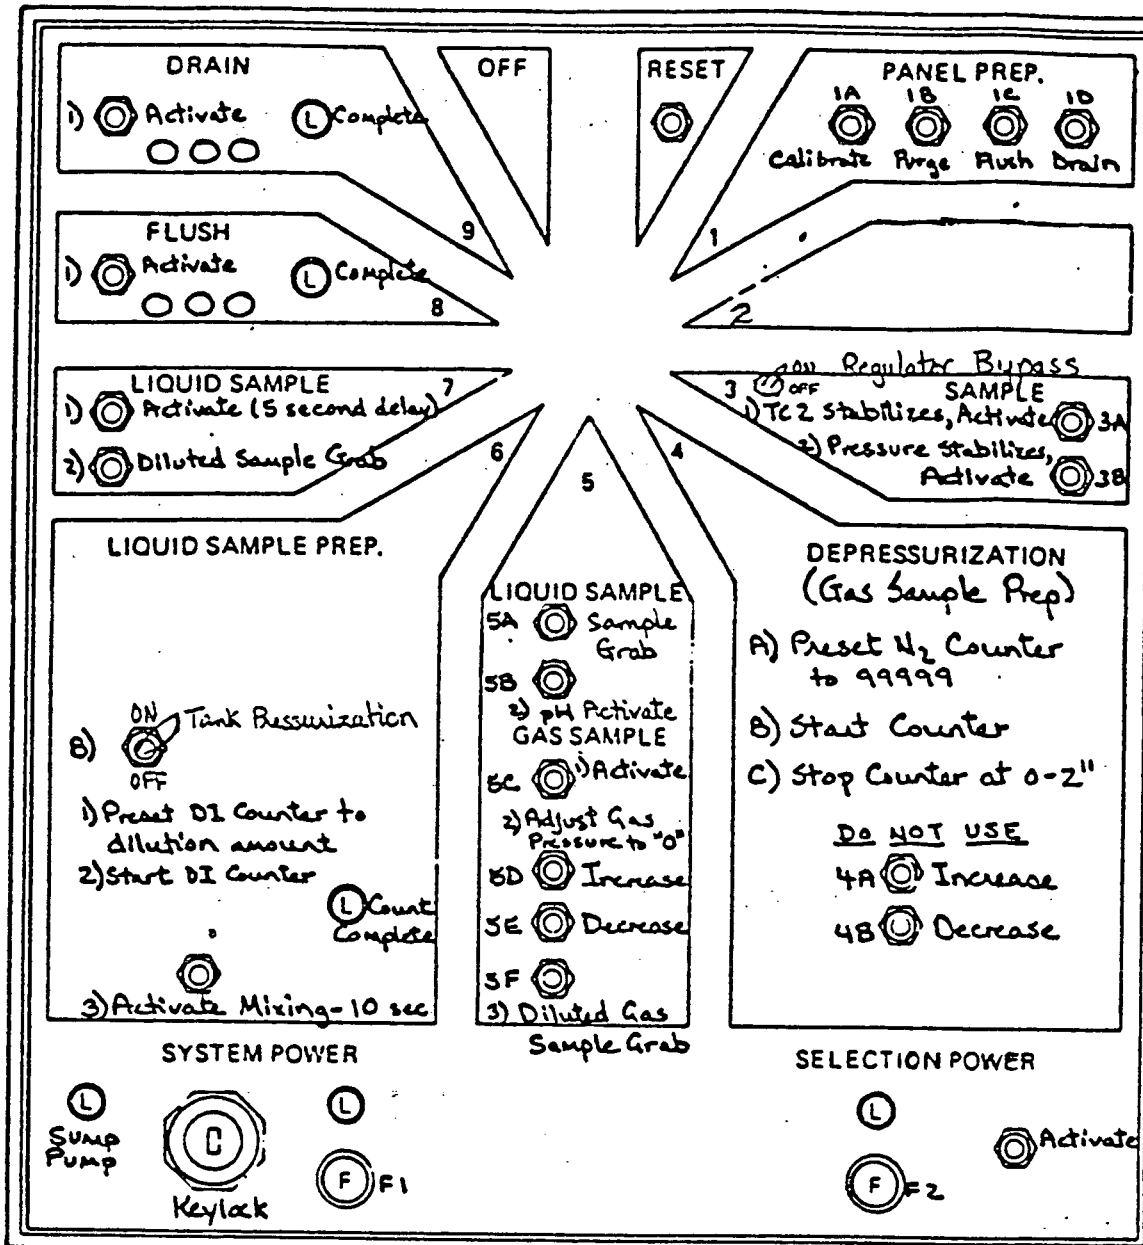 DRAIN
1) Activate
L Complete
9
OFF
RESET
PANEL PREP.
1A 1B 1C 1D
Calibrate Purge Flush Drain
1
FLUSH
1) Activate
L Complete
8
2
LIQUID SAMPLE
7
1) Activate (5 second delay)
2) Diluted Sample Grab
ON Regulator Bypass
OFF
3
SAMPLE
1) TC2 Stabilizes, Activate 3A
2) Pressure Stabilizes,
Activate 3B
6
LIQUID SAMPLE PREP.
ON
B) Tank Pressurization
OFF
1) Preset DI Counter to
dilution amount
2) Start DI Counter
L Count
Complete
3) Activate Mixing - 10 sec
5
LIQUID SAMPLE
5A Sample
Grab
5B
2) pH Activate
GAS SAMPLE
5C 1) Activate
2) Adjust Gas
Pressure to "0"
5D Increase
5E Decrease
5F
3) Diluted Gas
Sample Grab
4
DEPRESSURIZATION
(Gas Sample Prep)
A) Preset N2 Counter
to 99999
B) Start Counter
C) Stop Counter at 0-2"
DO NOT USE
4A Increase
4B Decrease
SYSTEM POWER
L
Sump
Pump
C
Keylock
L
F F1
SELECTION POWER
L
F F2
Activate